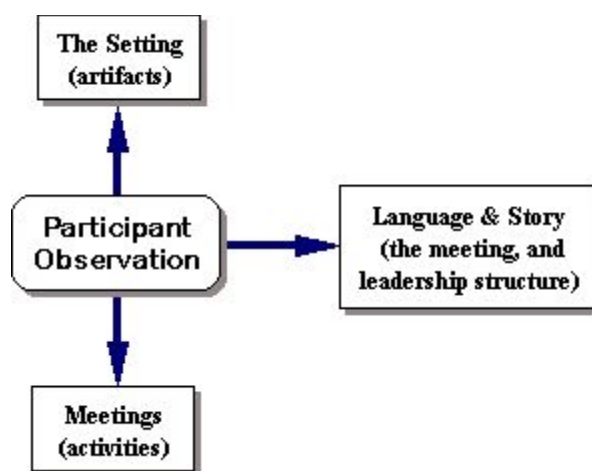 The Setting
(artifacts)
Participant
Observation
Language & Story
(the meeting, and
leadership structure)
Meetings
(activities)